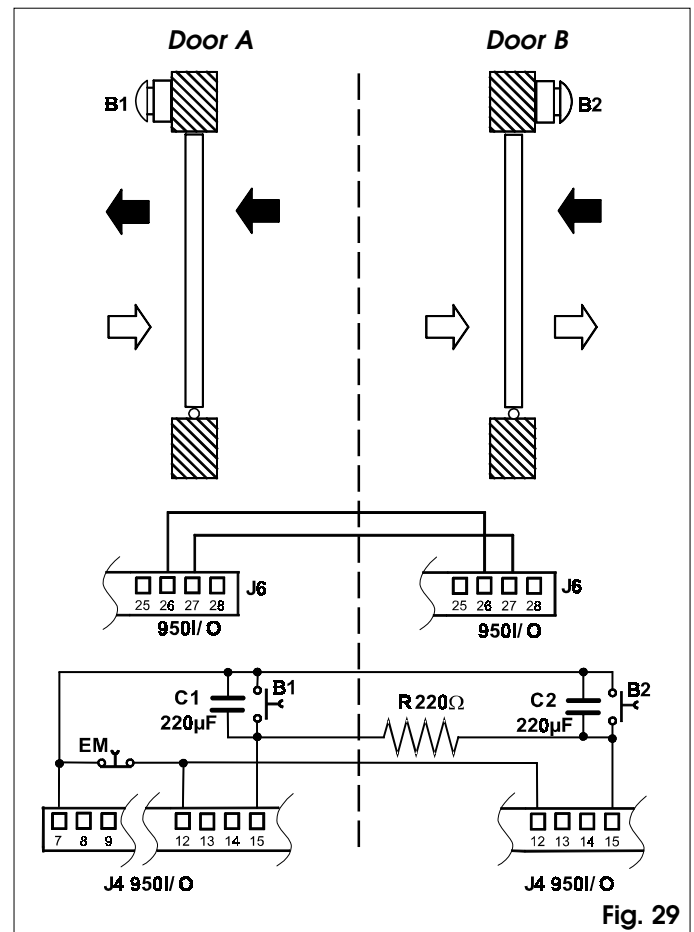 Door A Door B
B1 B2
J6 J6
25 26 27 28 25 26 27 28
950I/O 950I/O
C1 B1 C2 B2
220µF R 220Ω 220µF
EM
7 8 9 12 13 14 15 12 13 14 15
J4 950I/O J4 950I/O
Fig. 29